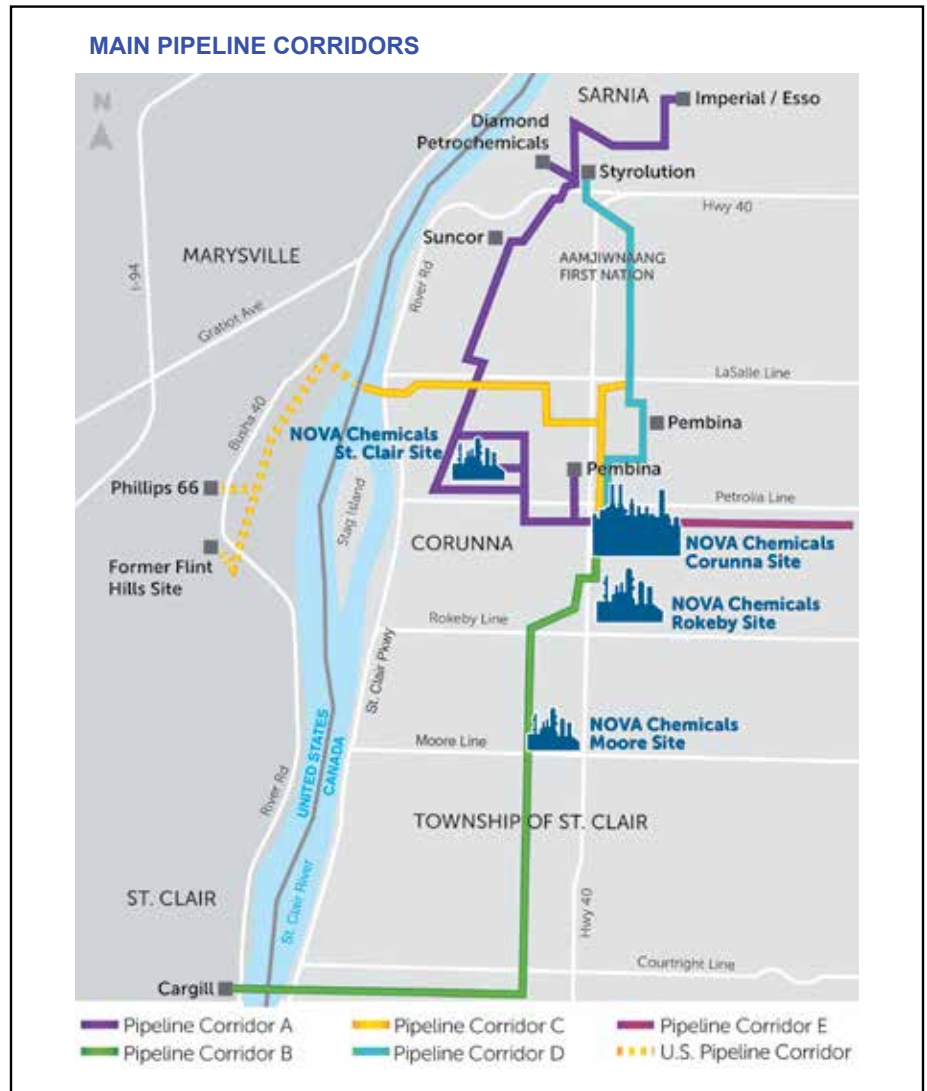 MAIN PIPELINE CORRIDORS
N
SARNIA
Imperial / Esso
Diamond
Petrochemicals
Styrolution
Hwy 40
Suncor
MARYSVILLE
AAMJIWNAANG
FIRST NATION
I-94
River Rd
Gratiot Ave
LaSalle Line
Busha 40
Pembina
NOVA Chemicals
St. Clair Site
Pembina
Phillips 66
Petrolia Line
Stag Island
CORUNNA
NOVA Chemicals
Corunna Site
Former Flint
Hills Site
NOVA Chemicals
Rokeby Site
Rokeby Line
St. Clair Pkwy
NOVA Chemicals
Moore Site
Moore Line
UNITED STATES
CANADA
River Rd
TOWNSHIP OF ST. CLAIR
ST. CLAIR
St. Clair River
Hwy 40
Courtright Line
Cargill
Pipeline Corridor A
Pipeline Corridor C
Pipeline Corridor E
Pipeline Corridor B
Pipeline Corridor D
U.S. Pipeline Corridor